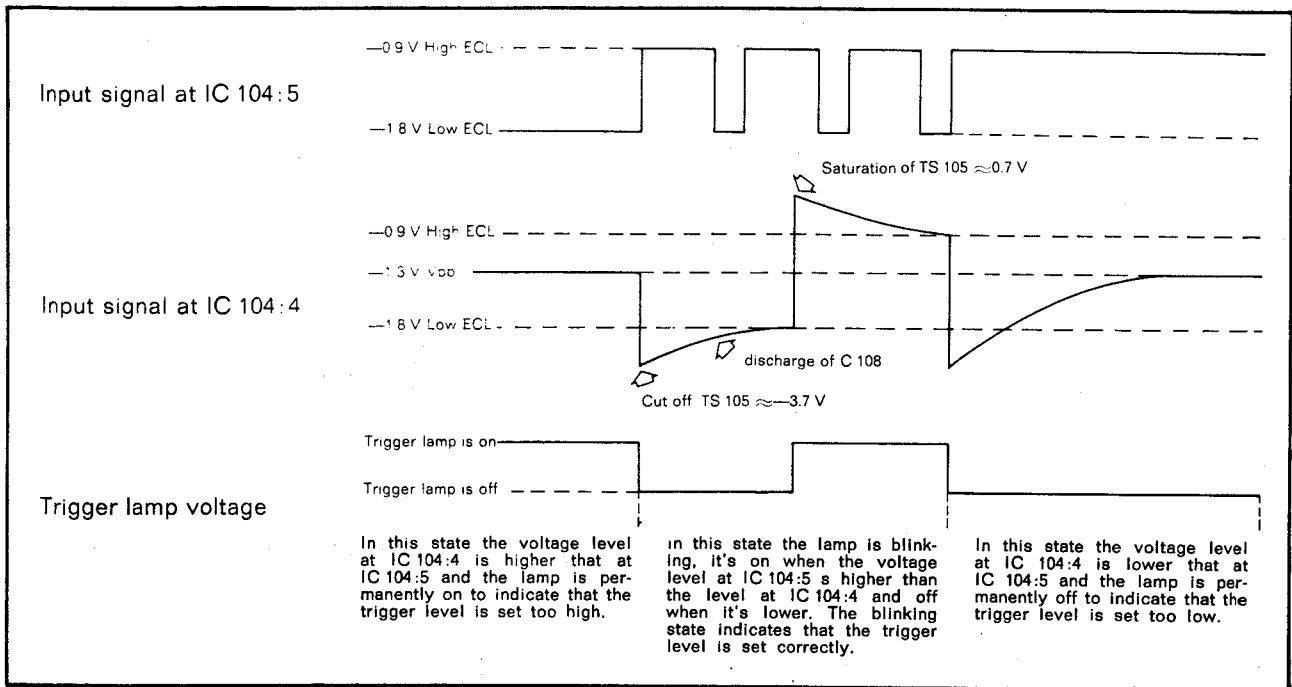 —09 V High ECL
Input signal at IC 104:5
—18 V Low ECL
Saturation of TS 105 ≈0.7 V
—09 V High ECL
—1 3 V
Input signal at IC 104:4
—18 V Low ECL
discharge of C 108
Cut off TS 105 ≈—3.7 V
Trigger lamp is on
Trigger lamp is off
Trigger lamp voltage
In this state the voltage level
at IC 104:4 is higher that at
IC 104:5 and the lamp is per-
manently on to indicate that the
trigger level is set too high.
in this state the lamp is blink-
ing, it's on when the voltage
level at IC 104:5 s higher than
the level at IC 104:4 and off
when it's lower. The blinking
state indicates that the trigger
level is set correctly.
In this state the voltage level
at IC 104:4 is lower that at
IC 104:5 and the lamp is per-
manently off to indicate that the
trigger level is set too low.